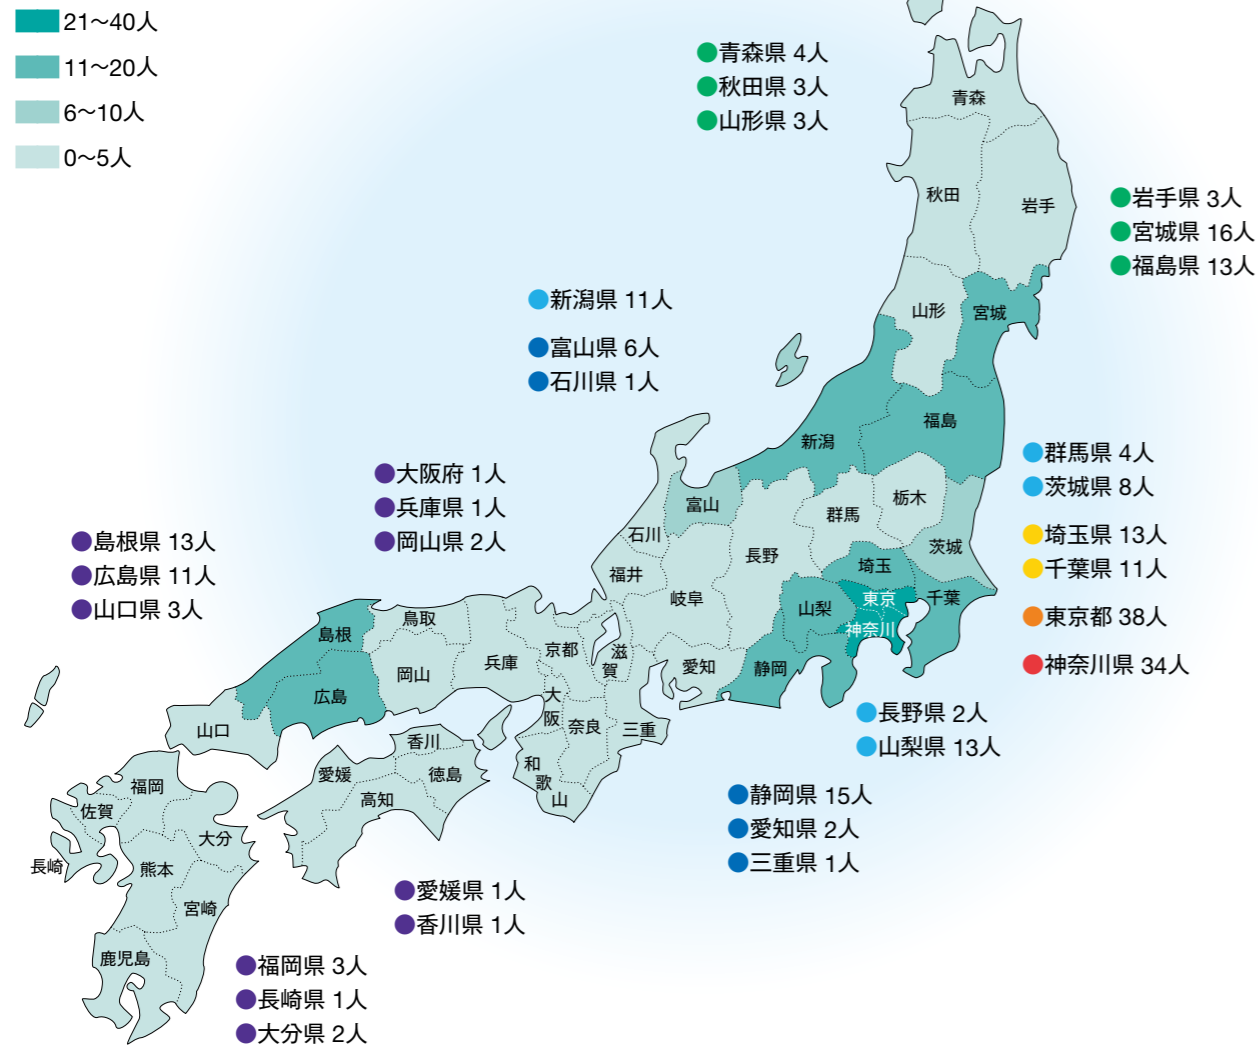 21〜40人
11〜20人
6〜10人
0〜5人
青森県 4人
秋田県 3人
山形県 3人
岩手県 3人
宮城県 16人
福島県 13人
新潟県 11人
富山県 6人
石川県 1人
群馬県 4人
茨城県 8人
埼玉県 13人
千葉県 11人
東京都 38人
神奈川県 34人
大阪府 1人
兵庫県 1人
岡山県 2人
島根県 13人
広島県 11人
山口県 3人
長野県 2人
山梨県 13人
静岡県 15人
愛知県 2人
三重県 1人
愛媛県 1人
香川県 1人
福岡県 3人
長崎県 1人
大分県 2人
青森
秋田
岩手
山形
宮城
福島
新潟
栃木
群馬
茨城
富山
石川
長野
埼玉
福井
岐阜
山梨
東京
千葉
神奈川
鳥取
島根
京都
滋賀
愛知
静岡
兵庫
岡山
広島
大阪
奈良
三重
山口
香川
和歌山
愛媛
徳島
高知
福岡
佐賀
大分
長崎
熊本
宮崎
鹿児島